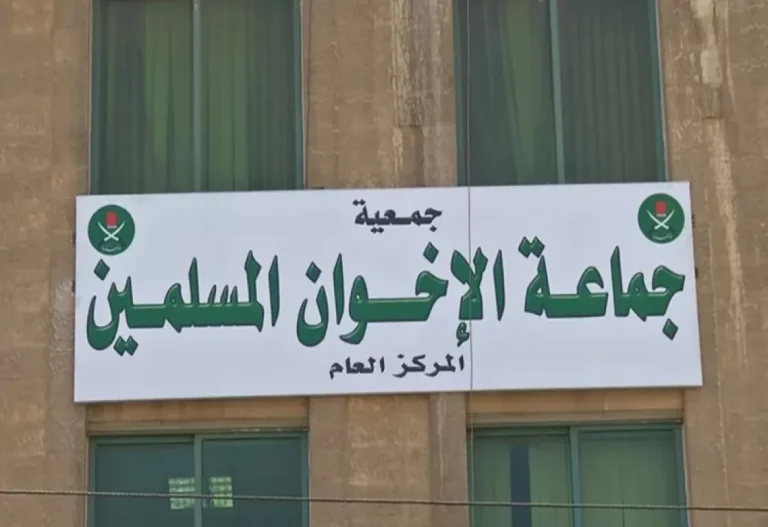 جمعية
جماعة الإخوان المسلمين
المركز العام